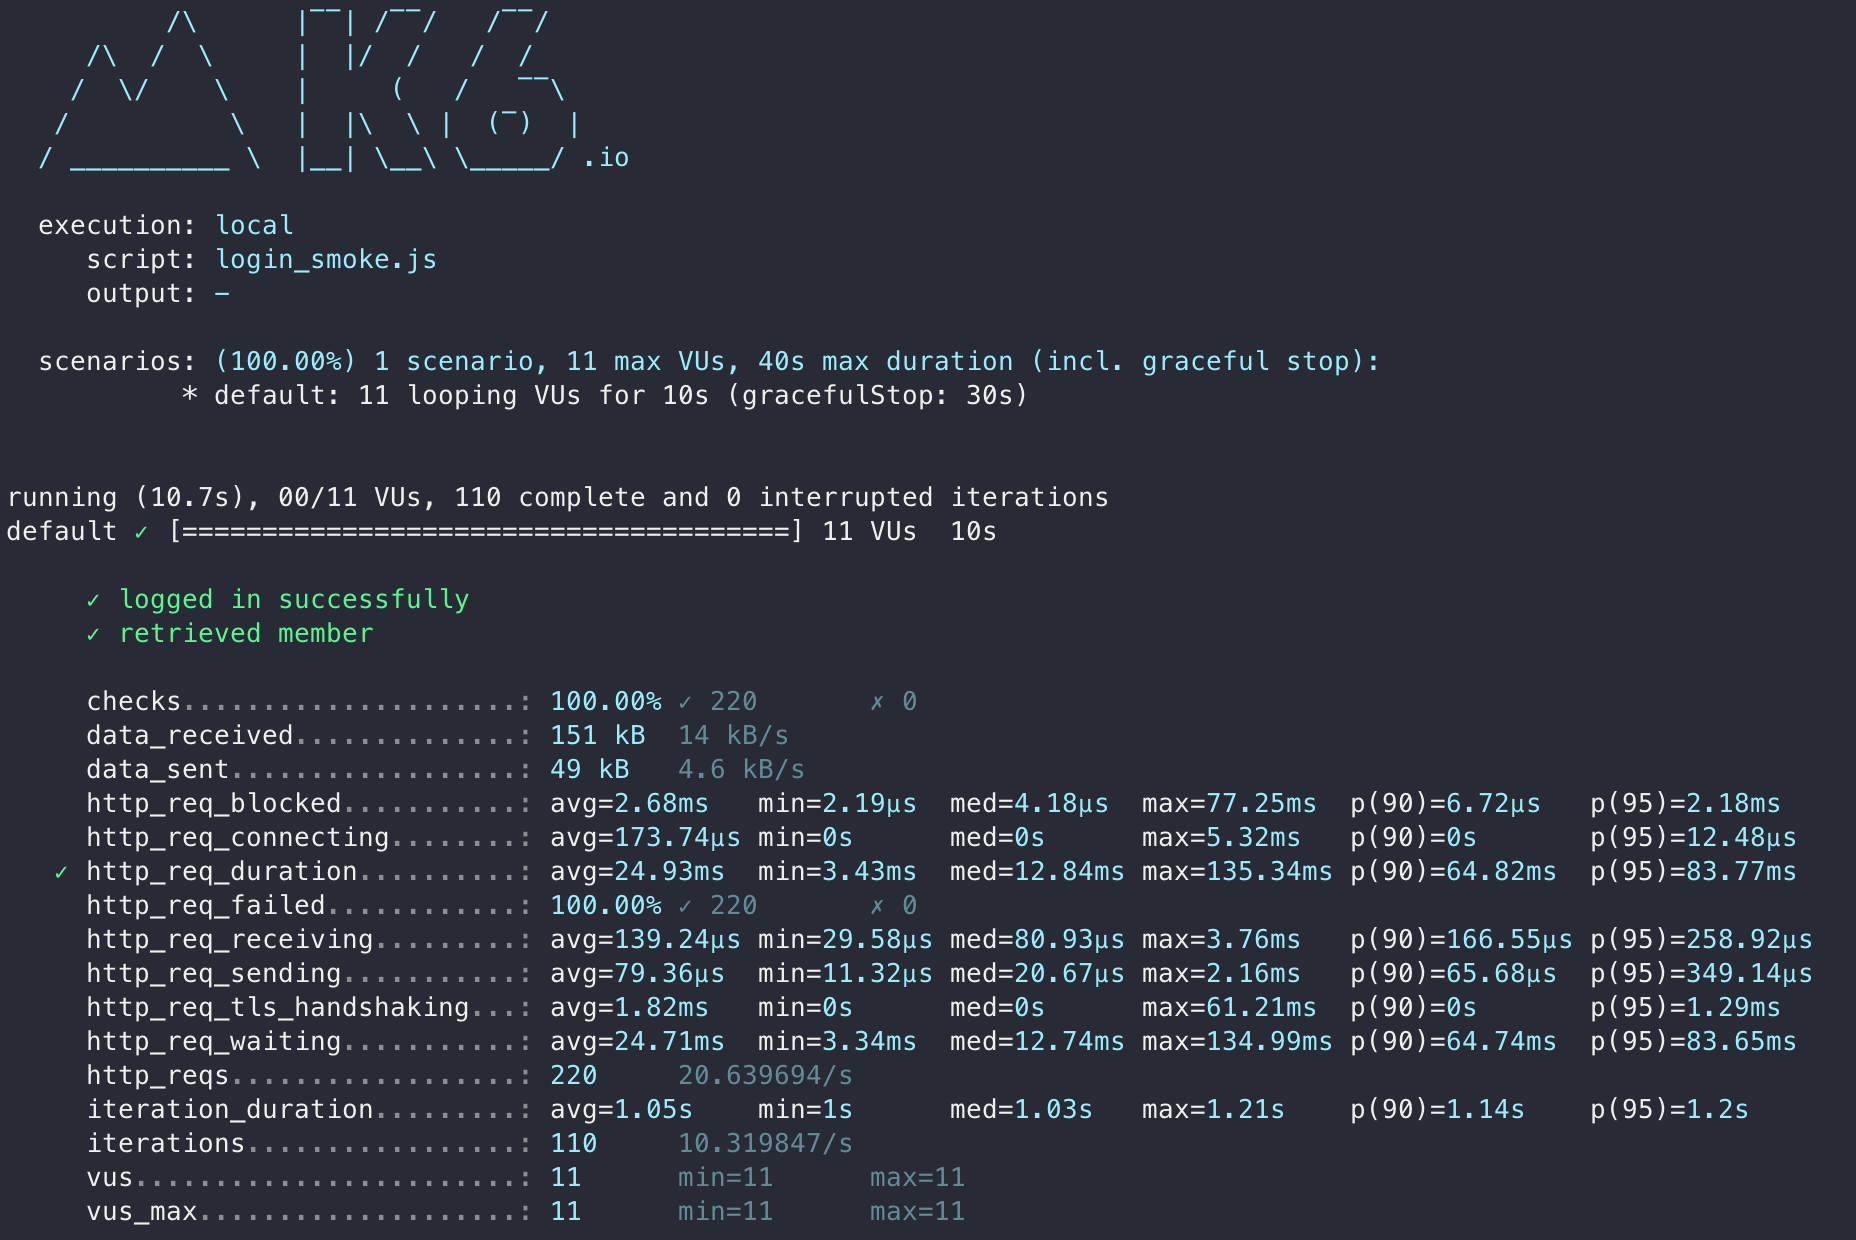 /\      |‾‾| /‾‾/   /‾‾/
    /\  /  \     |  |/  /   /  /
   /  \/    \    |     (   /   ‾‾\
  /          \   |  |\  \ |  (‾)  |
 / __________ \  |__| \__\ \_____/ .io
execution: local
script: login_smoke.js
output: –
scenarios: (100.00%) 1 scenario, 11 max VUs, 40s max duration (incl. graceful stop):
* default: 11 looping VUs for 10s (gracefulStop: 30s)
running (10.7s), 00/11 VUs, 110 complete and 0 interrupted iterations
default ✓ [======================================] 11 VUs  10s
✓ logged in successfully
✓ retrieved member
checks.....................: 100.00% ✓ 220       ✗ 0
data_received..............: 151 kB  14 kB/s
data_sent..................: 49 kB   4.6 kB/s
http_req_blocked...........: avg=2.68ms   min=2.19µs  med=4.18µs  max=77.25ms  p(90)=6.72µs   p(95)=2.18ms
http_req_connecting........: avg=173.74µs min=0s      med=0s      max=5.32ms   p(90)=0s       p(95)=12.48µs
✓ http_req_duration..........: avg=24.93ms  min=3.43ms  med=12.84ms max=135.34ms p(90)=64.82ms  p(95)=83.77ms
http_req_failed............: 100.00% ✓ 220       ✗ 0
http_req_receiving.........: avg=139.24µs min=29.58µs med=80.93µs max=3.76ms   p(90)=166.55µs p(95)=258.92µs
http_req_sending...........: avg=79.36µs  min=11.32µs med=20.67µs max=2.16ms   p(90)=65.68µs  p(95)=349.14µs
http_req_tls_handshaking...: avg=1.82ms   min=0s      med=0s      max=61.21ms  p(90)=0s       p(95)=1.29ms
http_req_waiting...........: avg=24.71ms  min=3.34ms  med=12.74ms max=134.99ms p(90)=64.74ms  p(95)=83.65ms
http_reqs..................: 220     20.639694/s
iteration_duration.........: avg=1.05s    min=1s      med=1.03s   max=1.21s    p(90)=1.14s    p(95)=1.2s
iterations.................: 110     10.319847/s
vus........................: 11      min=11      max=11
vus_max....................: 11      min=11      max=11